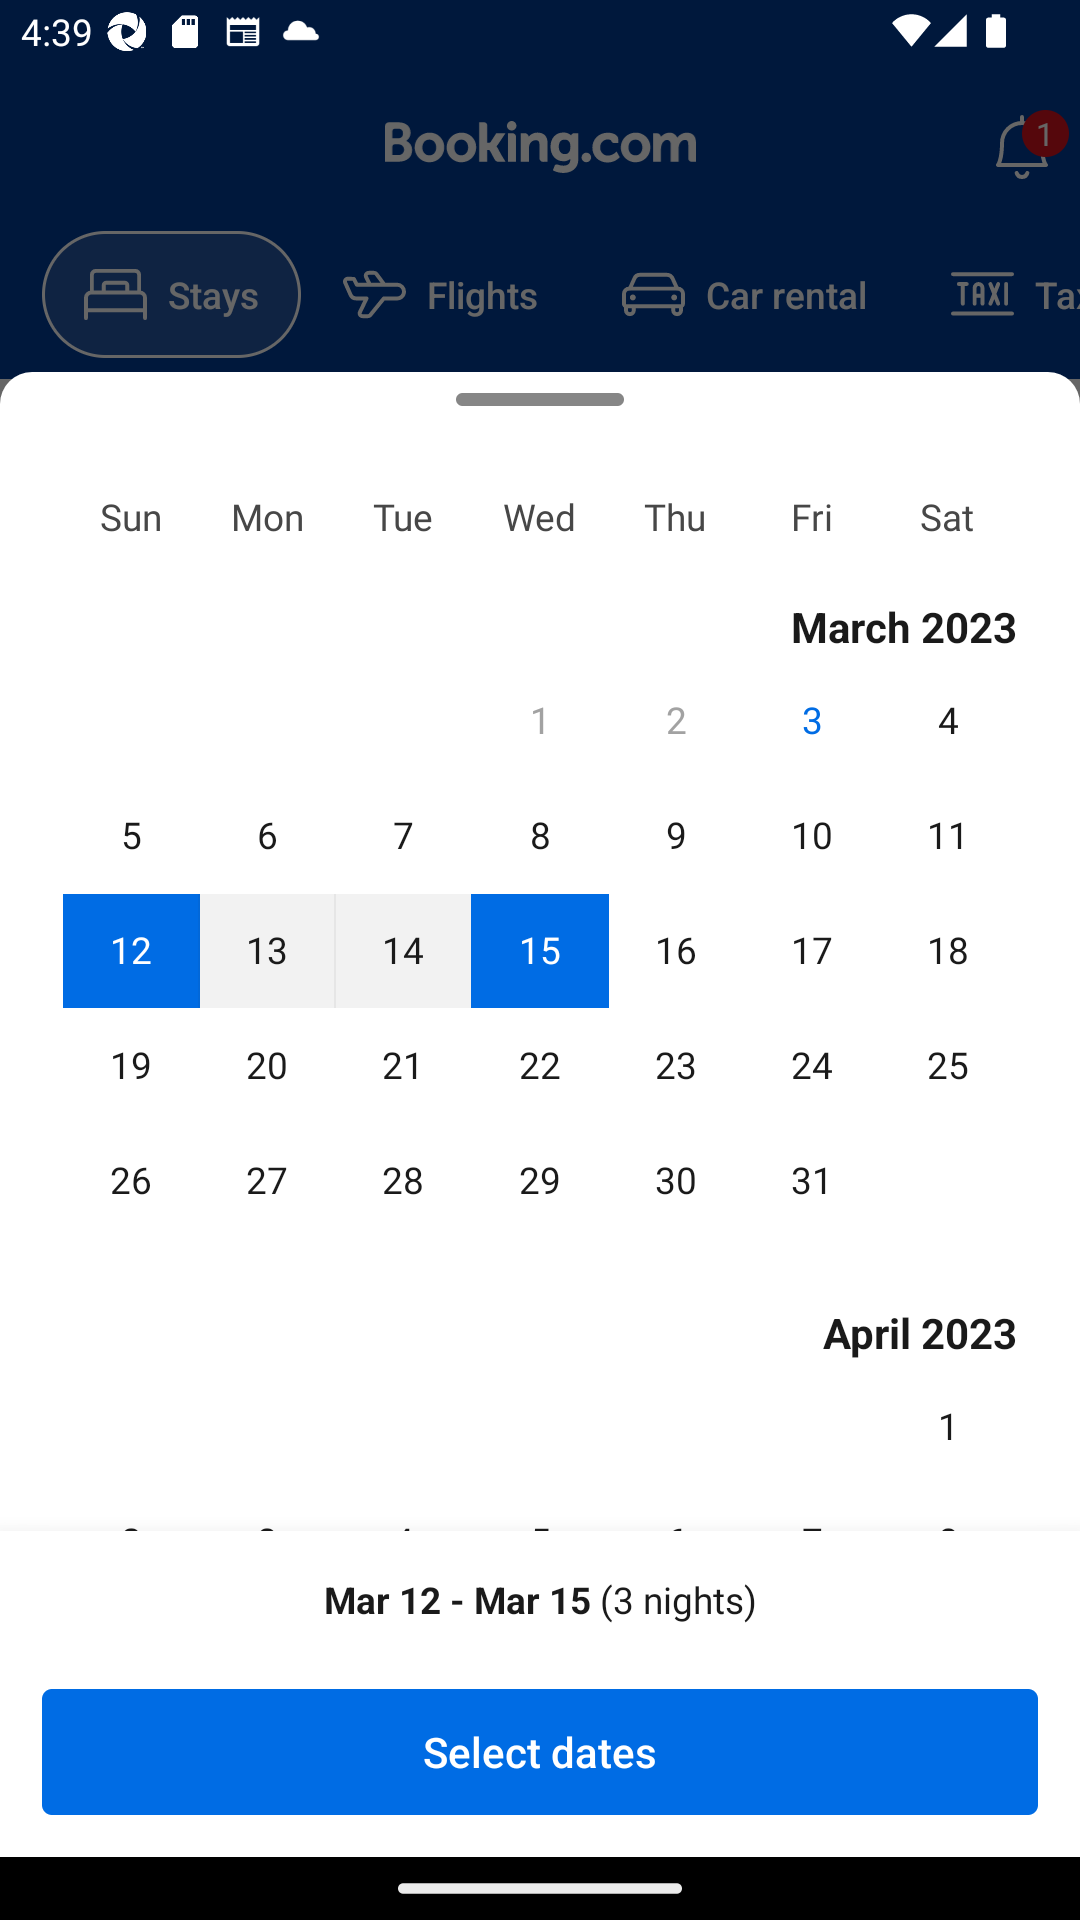 4:39
Booking.com
1
Stays Flights Car rental TAXI Tax
Sun Mon Tue Wed Thu Fri Sat
March 2023
1 2 3 4
5 6 7 8 9 10 11
12 13 14 15 16 17 18
19 20 21 22 23 24 25
26 27 28 29 30 31
April 2023
1
Mar 12 - Mar 15 (3 nights)
Select dates